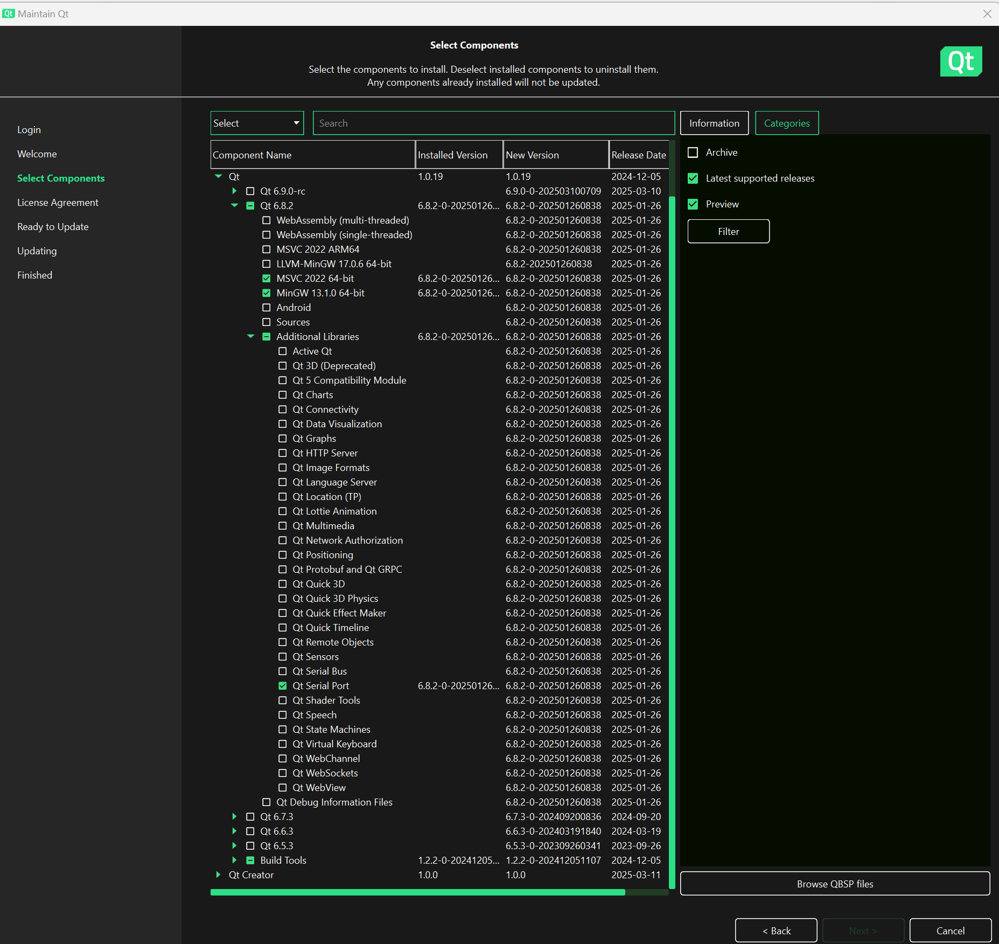 Qt Maintain Qt
Select Components
Select the components to install. Deselect installed components to uninstall them.
Any components already installed will not be updated.
Qt
Login
Welcome
Select Components
License Agreement
Ready to Update
Updating
Finished
Select
Search
Information
Categories
Component Name Installed Version New Version Release Date
Qt 1.0.19 1.0.19 2024-12-05
Qt 6.9.0-rc 6.9.0-0-202503100709 2025-03-10
Qt 6.8.2 6.8.2-0-20250126... 6.8.2-0-202501260838 2025-01-26
WebAssembly (multi-threaded) 6.8.2-0-202501260838 2025-01-26
WebAssembly (single-threaded) 6.8.2-0-202501260838 2025-01-26
MSVC 2022 ARM64 6.8.2-0-202501260838 2025-01-26
LLVM-MinGW 17.0.6 64-bit 6.8.2-202501260838 2025-01-26
MSVC 2022 64-bit 6.8.2-0-20250126... 6.8.2-0-202501260838 2025-01-26
MinGW 13.1.0 64-bit 6.8.2-0-20250126... 6.8.2-0-202501260838 2025-01-26
Android 6.8.2-0-202501260838 2025-01-26
Sources 6.8.2-0-202501260838 2025-01-26
Additional Libraries 6.8.2-0-20250126... 6.8.2-0-202501260838 2025-01-26
Active Qt 6.8.2-0-202501260838 2025-01-26
Qt 3D (Deprecated) 6.8.2-0-202501260838 2025-01-26
Qt 5 Compatibility Module 6.8.2-0-202501260838 2025-01-26
Qt Charts 6.8.2-0-202501260838 2025-01-26
Qt Connectivity 6.8.2-0-202501260838 2025-01-26
Qt Data Visualization 6.8.2-0-202501260838 2025-01-26
Qt Graphs 6.8.2-0-202501260838 2025-01-26
Qt HTTP Server 6.8.2-0-202501260838 2025-01-26
Qt Image Formats 6.8.2-0-202501260838 2025-01-26
Qt Language Server 6.8.2-0-202501260838 2025-01-26
Qt Location (TP) 6.8.2-0-202501260838 2025-01-26
Qt Lottie Animation 6.8.2-0-202501260838 2025-01-26
Qt Multimedia 6.8.2-0-202501260838 2025-01-26
Qt Network Authorization 6.8.2-0-202501260838 2025-01-26
Qt Positioning 6.8.2-0-202501260838 2025-01-26
Qt Protobuf and Qt GRPC 6.8.2-0-202501260838 2025-01-26
Qt Quick 3D 6.8.2-0-202501260838 2025-01-26
Qt Quick 3D Physics 6.8.2-0-202501260838 2025-01-26
Qt Quick Effect Maker 6.8.2-0-202501260838 2025-01-26
Qt Quick Timeline 6.8.2-0-202501260838 2025-01-26
Qt Remote Objects 6.8.2-0-202501260838 2025-01-26
Qt Sensors 6.8.2-0-202501260838 2025-01-26
Qt Serial Bus 6.8.2-0-202501260838 2025-01-26
Qt Serial Port 6.8.2-0-20250126... 6.8.2-0-202501260838 2025-01-26
Qt Shader Tools 6.8.2-0-202501260838 2025-01-26
Qt Speech 6.8.2-0-202501260838 2025-01-26
Qt State Machines 6.8.2-0-202501260838 2025-01-26
Qt Virtual Keyboard 6.8.2-0-202501260838 2025-01-26
Qt WebChannel 6.8.2-0-202501260838 2025-01-26
Qt WebSockets 6.8.2-0-202501260838 2025-01-26
Qt WebView 6.8.2-0-202501260838 2025-01-26
Qt Debug Information Files 6.8.2-0-202501260838 2025-01-26
Qt 6.7.3 6.7.3-0-202409200836 2024-09-20
Qt 6.6.3 6.6.3-0-202403191840 2024-03-19
Qt 6.5.3 6.5.3-0-202309260341 2023-09-26
Build Tools 1.2.2-0-20241205... 1.2.2-0-202412051107 2024-12-05
Qt Creator 1.0.0 1.0.0 2025-03-11
Archive
Latest supported releases
Preview
Filter
Browse QBSP files
< Back
Next >
Cancel